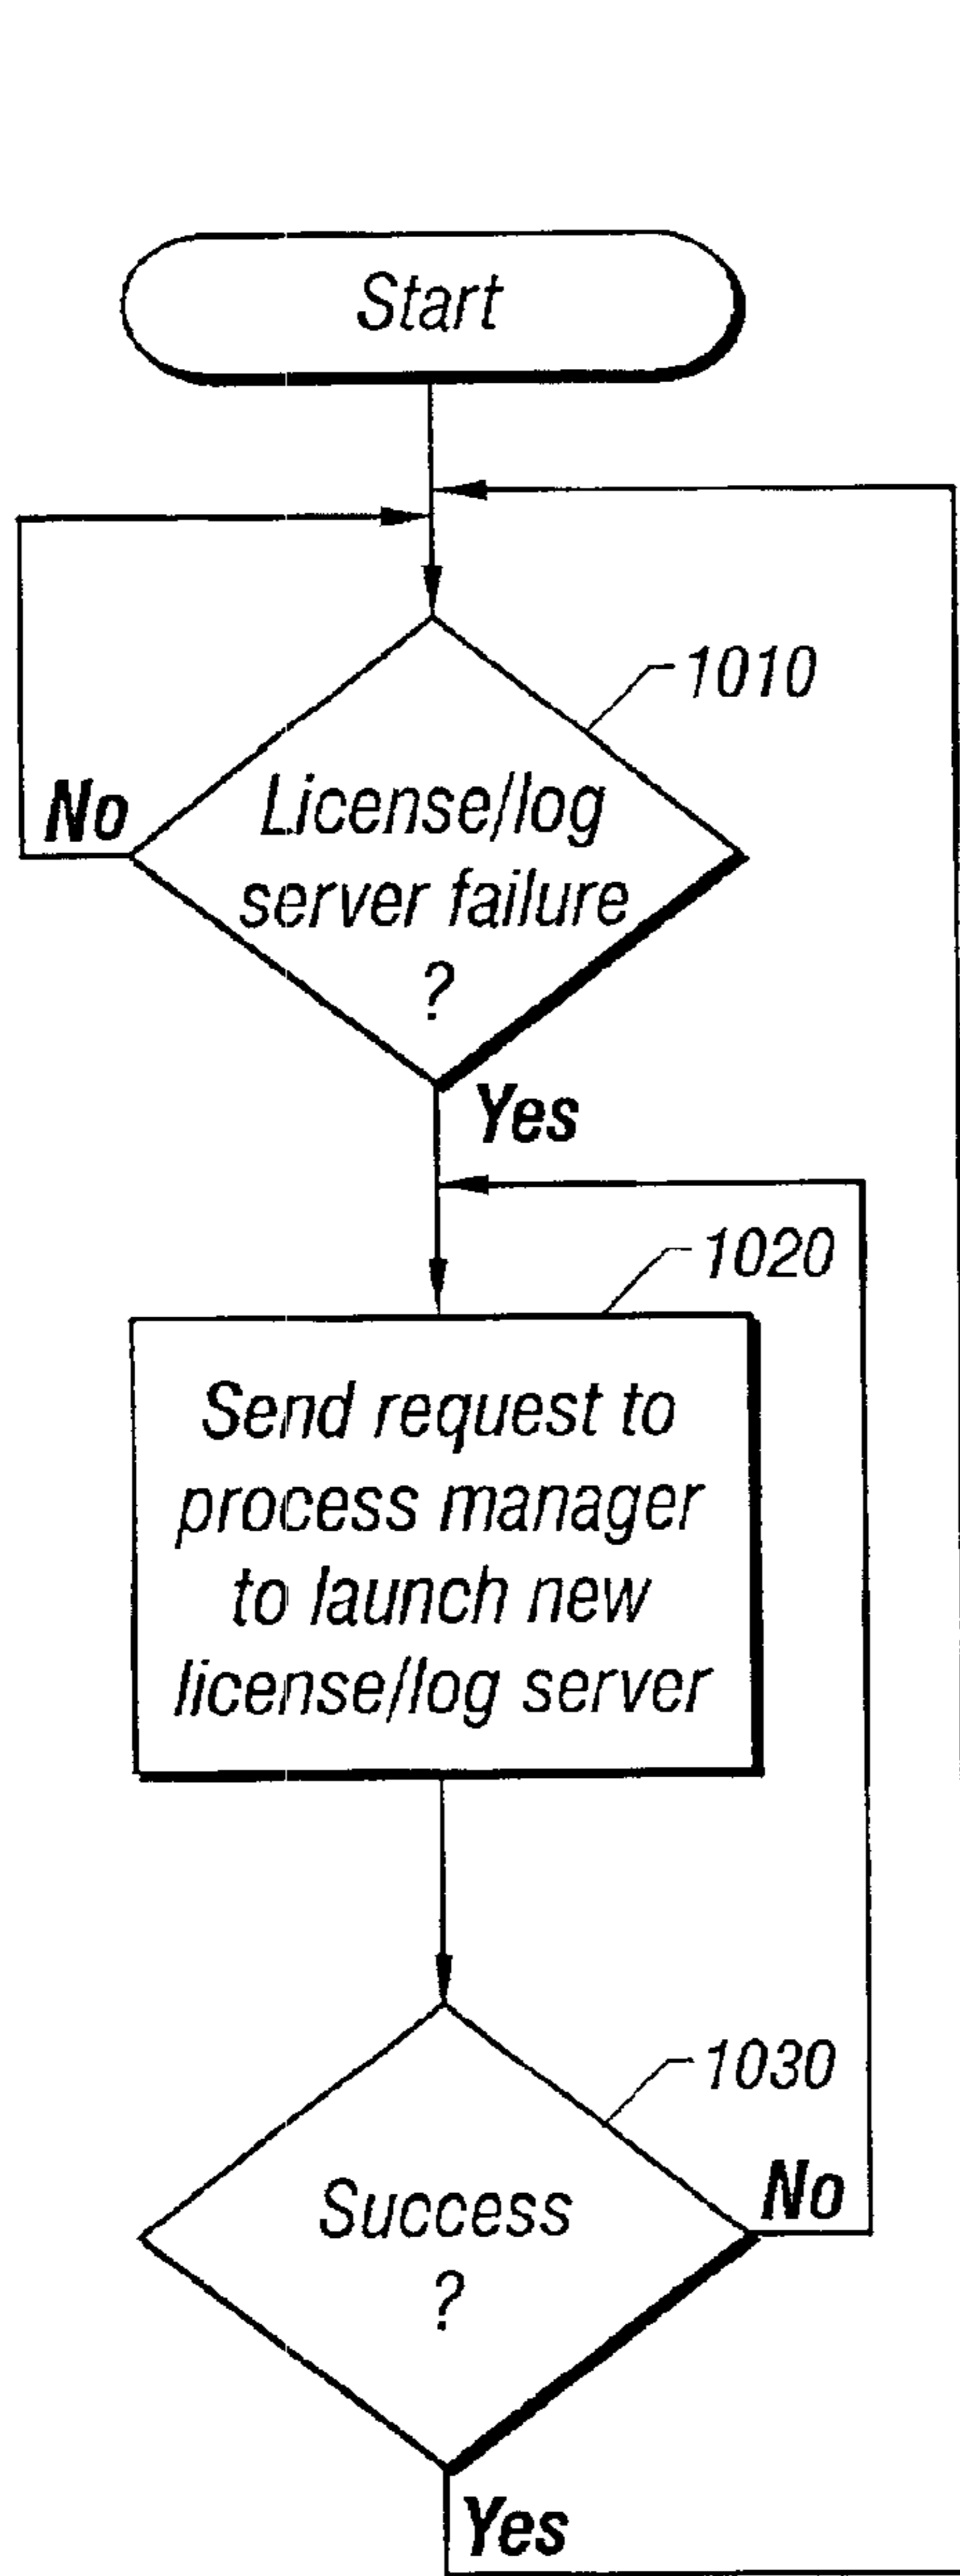 Start
1010
License/log
server failure
?
No
Yes
1020
Send request to
process manager
to launch new
license/log server
1030
Success
?
No
Yes